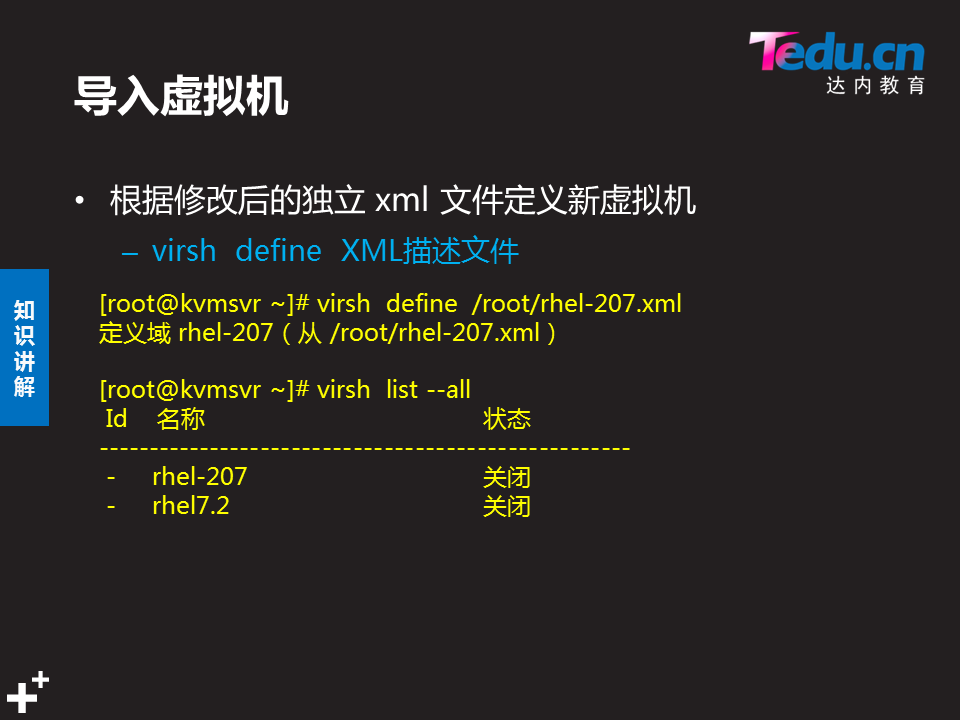 Tedu.cn
达内教育
导入虚拟机
• 根据修改后的独立 xml 文件定义新虚拟机
– virsh define XML描述文件
知识讲解
[root@kvmsvr ~]# virsh define /root/rhel-207.xml
定义域 rhel-207（从 /root/rhel-207.xml）
[root@kvmsvr ~]# virsh list --all
Id 名称 状态
-----------------------------------------------------
- rhel-207 关闭
- rhel7.2 关闭